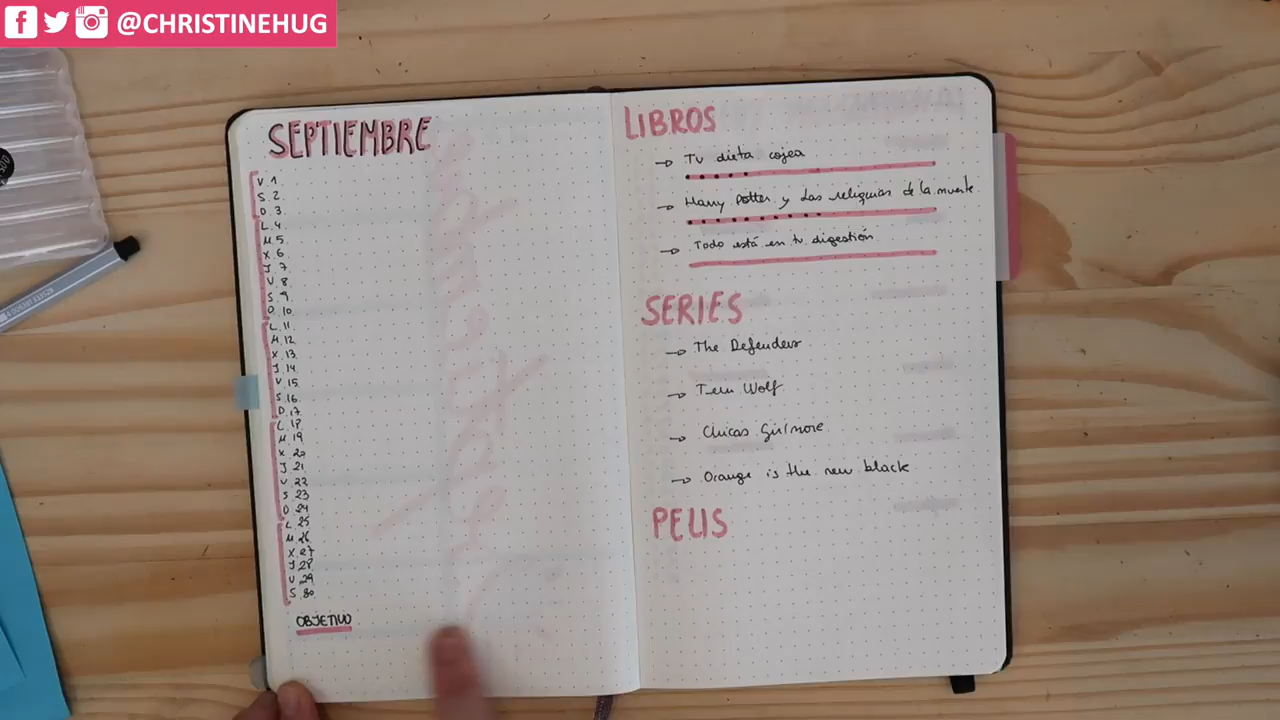 @CHRISTINEHUG
SEPTIEMBRE
V. 1.
S. 2.
D. 3
L. 4
M. 5
X. 6
J. 7
V. 8
S. 9
D. 10
L. 11
M. 12.
X. 13.
J. 14.
V. 15
S. 16.
D. 17
L. 18
M. 19
X. 20
J. 21
V. 22
S. 23
D. 24
L. 25
M. 26
X. 27
J. 28
V. 29
S. 30
OBJETIVO
LIBROS
→ Tu dieta cojea
→ Harry Potter y las reliquias de la muerte.
→ Todo está en tu digestión
SERIES
→ The Defenders
→ Teen Wolf
→ Chicas Gilmore
→ Orange is the new black
PELIS